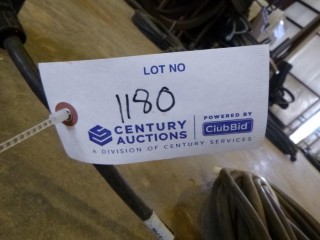 LOT NO
1180
CENTURY AUCTIONS
POWERED BY
ClubBid
A DIVISION OF CENTURY SERVICES